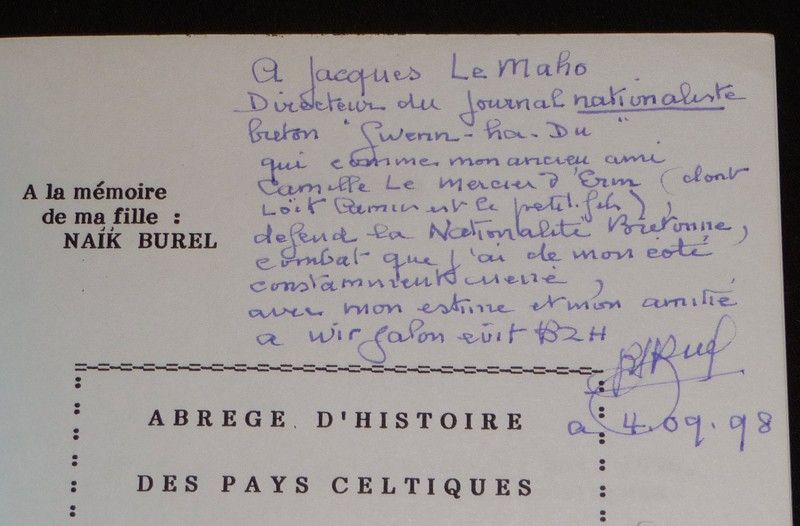 A Jacques Le Maho
Directeur du Journal nationaliste
breton "Gwenn-ha-Du"
qui comme mon ancien ami
Camille Le Mercier d'Erm (dont
Loït est le petit-fils),
défend la Nationalité Bretonne,
combat que j'ai de mon coté
constamment mené,
avec mon estime et mon amitié
a wir galon evit BZH
a 4.09.98
A la mémoire
de ma fille :
NAÏK BUREL
ABREGE D'HISTOIRE
DES PAYS CELTIQUES